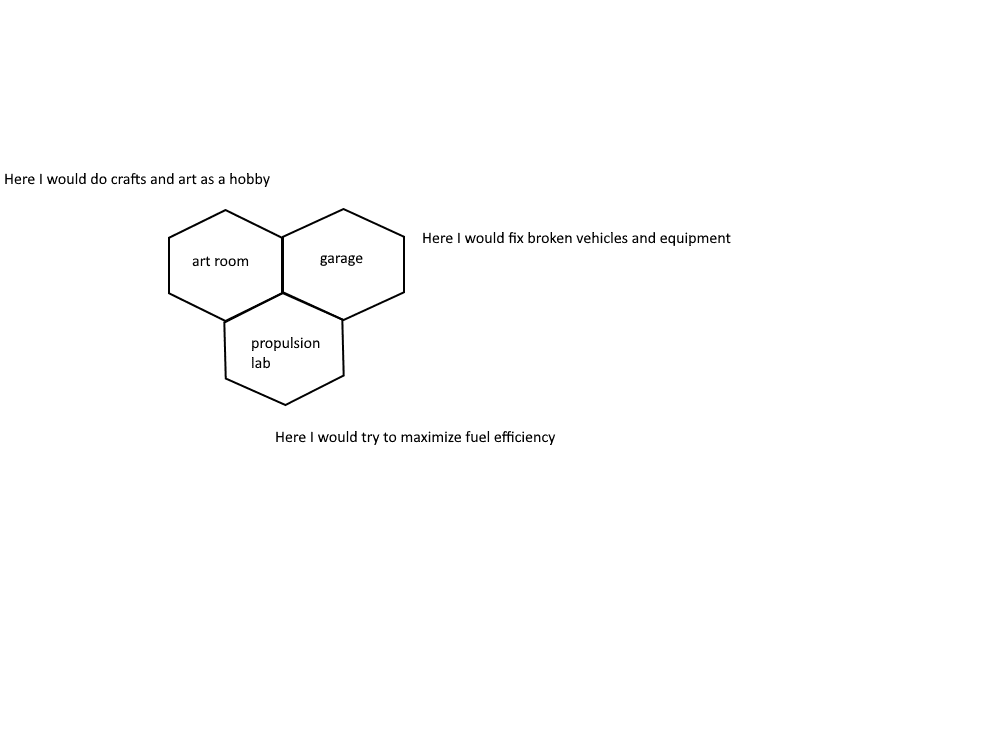 Here I would do crafts and art as a hobby
Here I would fix broken vehicles and equipment
art room
garage
propulsion
lab
Here I would try to maximize fuel efficiency